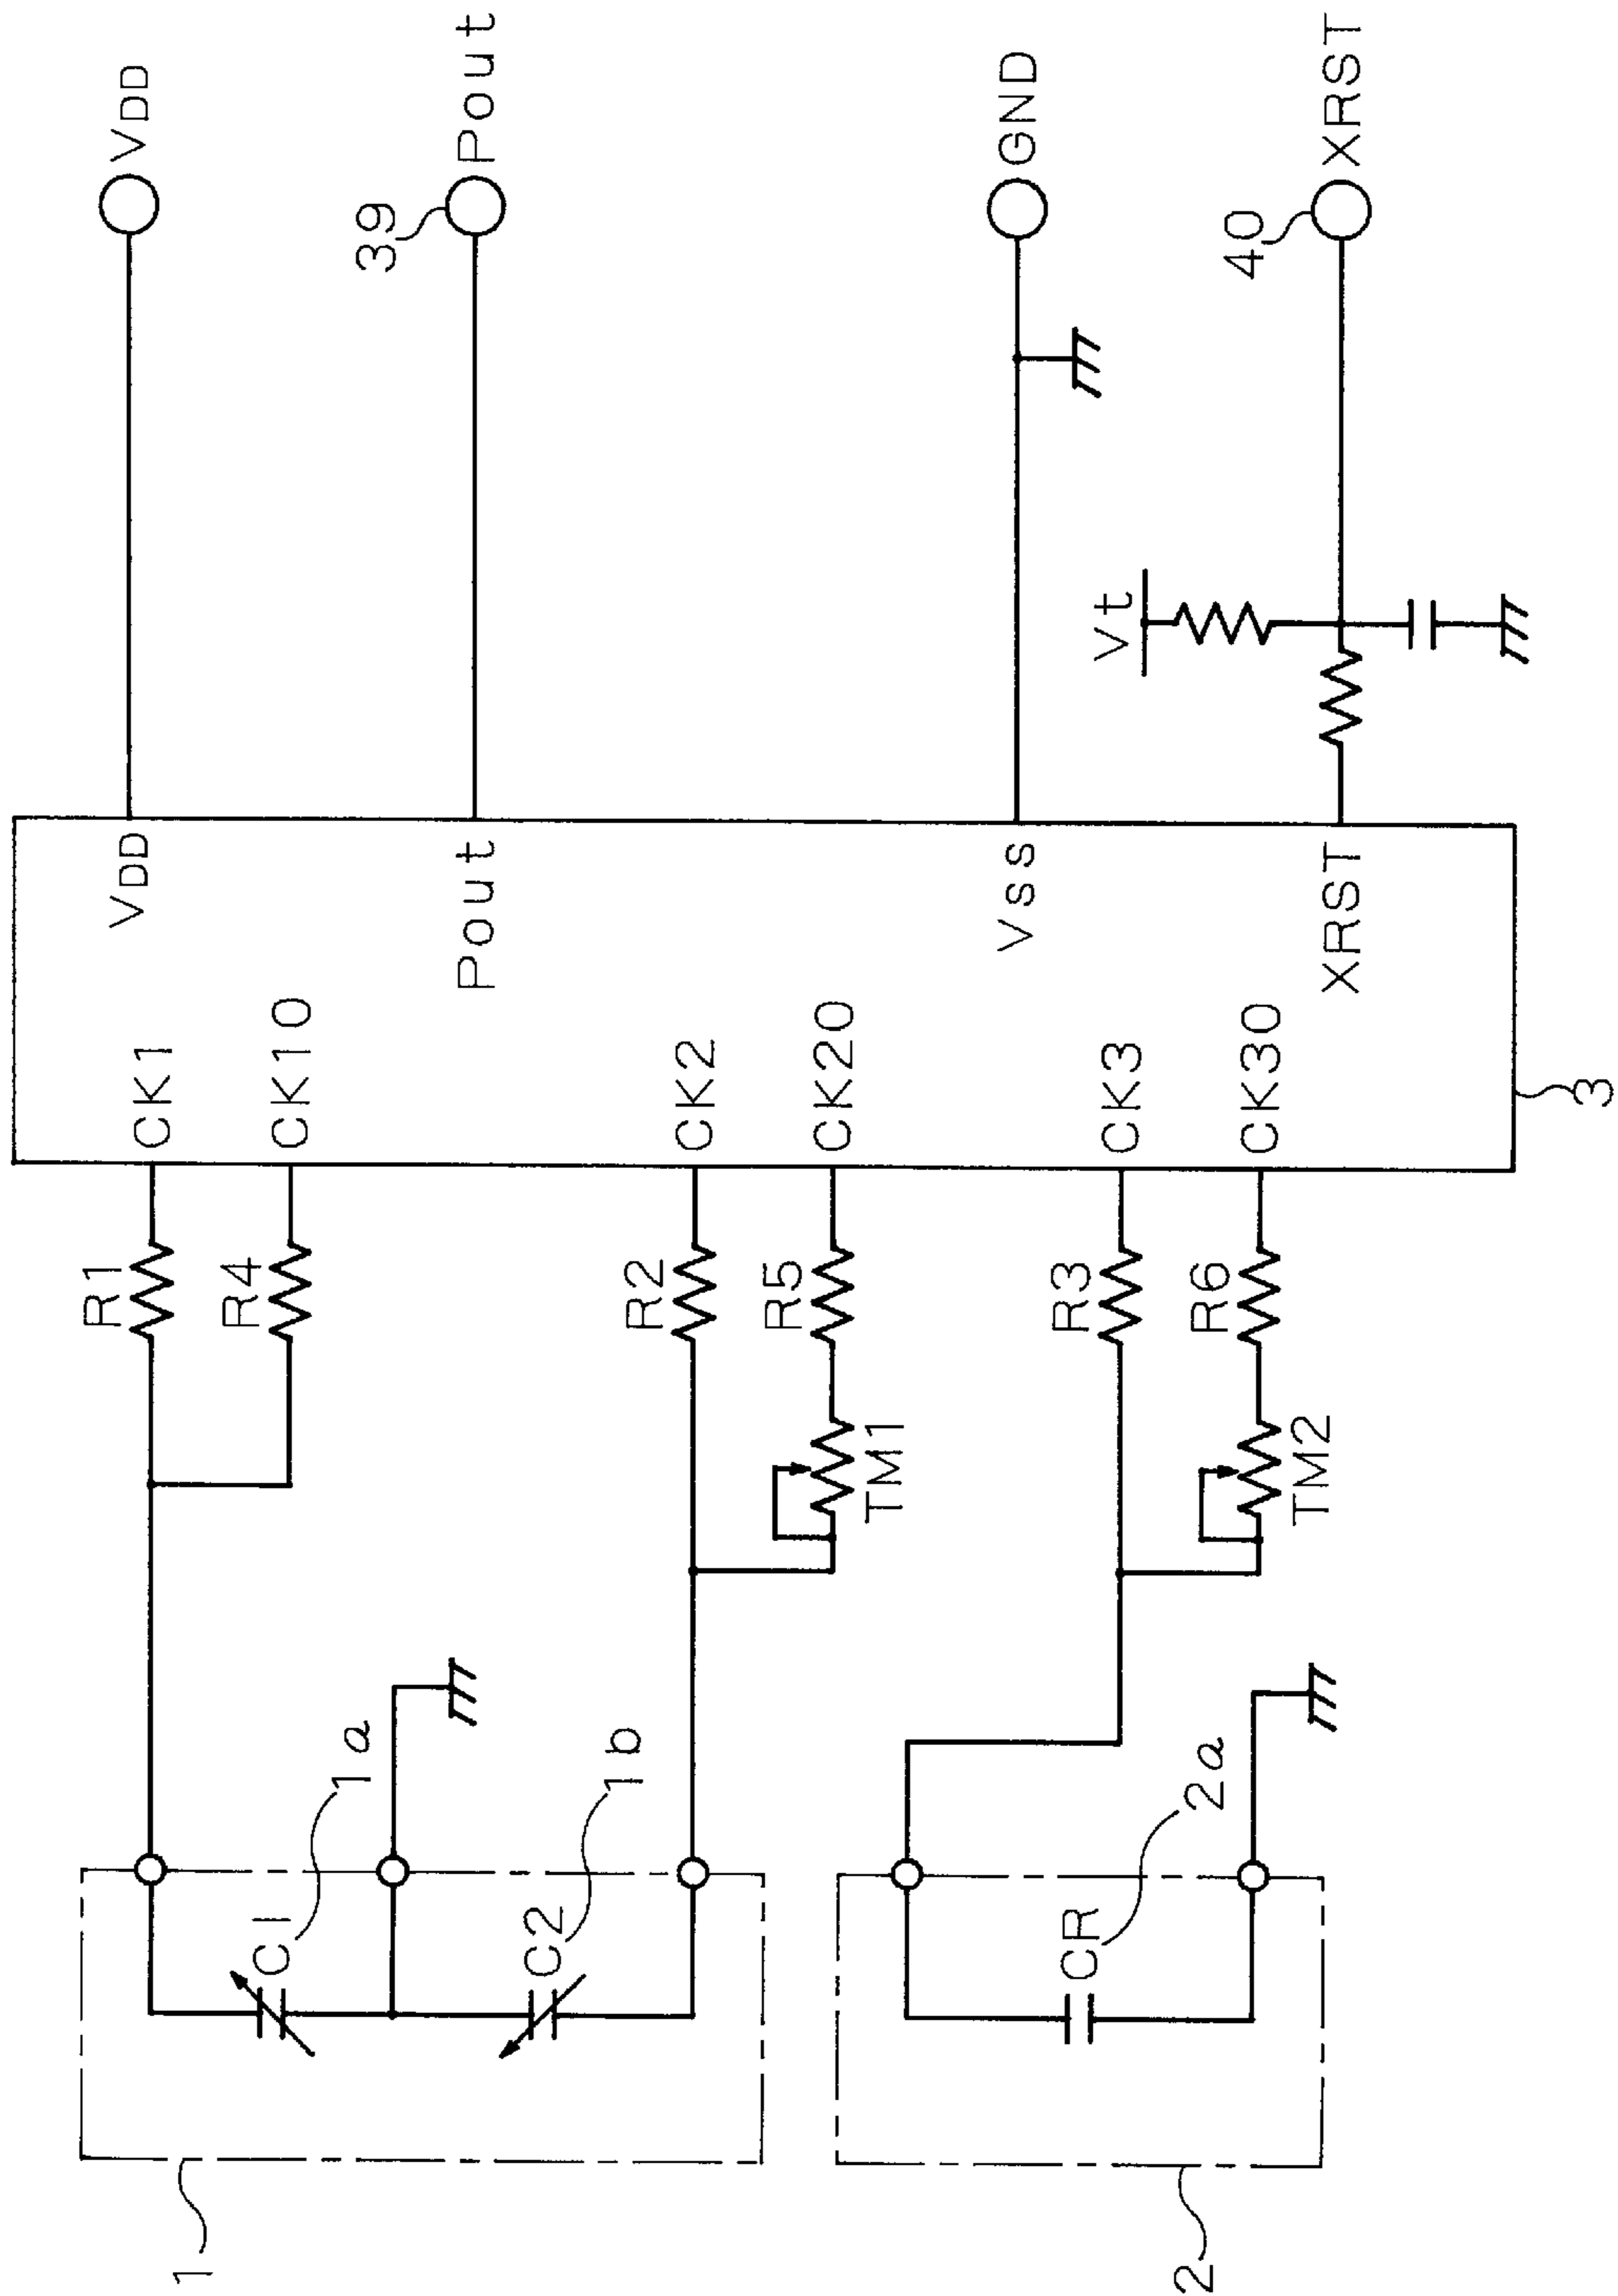 1
C1
1a
C2
1b
2
CR
2a
R1
R4
R2
R5
TM1
R3
R6
TM2
CK1
CK10
CK2
CK20
CK3
CK30
VDD
Pout
Vss
XRST
3
Vt
VDD
39
Pout
GND
40
XRST